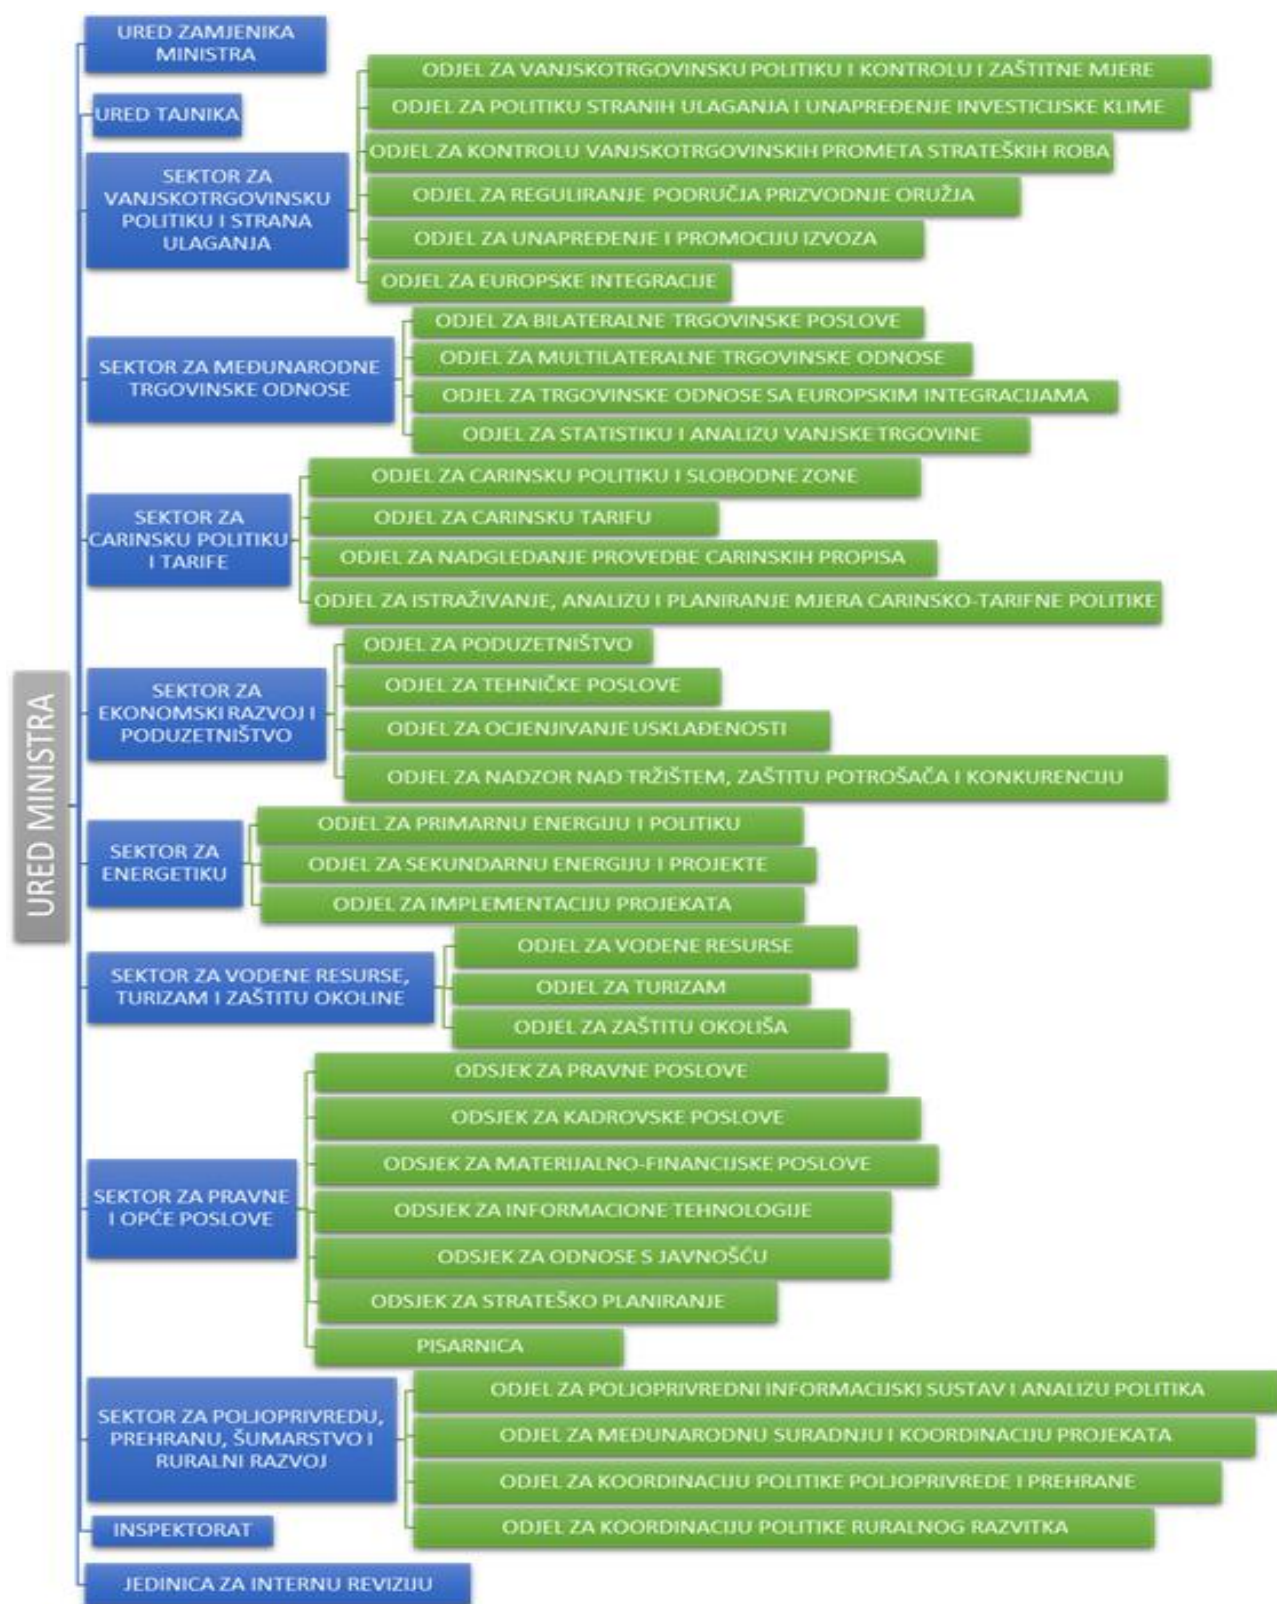 URED MINISTRA
URED ZAMJENIKA
MINISTRA
URED TAJNIKA
SEKTOR ZA
VANJSKOTRGOVINSKU
POLITIKU I STRANA
ULAGANJA
ODJEL ZA VANJSKOTRGOVINSKU POLITIKU I KONTROLU I ZAŠTITNE MJERE
ODJEL ZA POLITIKU STRANIH ULAGANJA I UNAPREĐENJE INVESTICIJSKE KLIME
ODJEL ZA KONTROLU VANJSKOTRGOVINSKIH PROMETA STRATEŠKIH ROBA
ODJEL ZA REGULIRANJE PODRUČJA PRIZVODNJE ORUŽJA
ODJEL ZA UNAPREĐENJE I PROMOCIJU IZVOZA
ODJEL ZA EUROPSKE INTEGRACIJE
SEKTOR ZA MEĐUNARODNE
TRGOVINSKE ODNOSE
ODJEL ZA BILATERALNE TRGOVINSKE POSLOVE
ODJEL ZA MULTILATERALNE TRGOVINSKE ODNOSE
ODJEL ZA TRGOVINSKE ODNOSE SA EUROPSKIM INTEGRACIJAMA
ODJEL ZA STATISTIKU I ANALIZU VANJSKE TRGOVINE
SEKTOR ZA
CARINSKU POLITIKU
I TARIFE
ODJEL ZA CARINSKU POLITIKU I SLOBODNE ZONE
ODJEL ZA CARINSKU TARIFU
ODJEL ZA NADGLEDANJE PROVEDBE CARINSKIH PROPISA
ODJEL ZA ISTRAŽIVANJE, ANALIZU I PLANIRANJE MJERA CARINSKO-TARIFNE POLITIKE
SEKTOR ZA
EKONOMSKI RAZVOJ I
PODUZETNIŠTVO
ODJEL ZA PODUZETNIŠTVO
ODJEL ZA TEHNIČKE POSLOVE
ODJEL ZA OCJENJIVANJE USKLAĐENOSTI
ODJEL ZA NADZOR NAD TRŽIŠTEM, ZAŠTITU POTROŠAČA I KONKURENCIJU
SEKTOR ZA
ENERGETIKU
ODJEL ZA PRIMARNU ENERGIJU I POLITIKU
ODJEL ZA SEKUNDARNU ENERGIJU I PROJEKTE
ODJEL ZA IMPLEMENTACIJU PROJEKATA
SEKTOR ZA VODENE RESURSE,
TURIZAM I ZAŠTITU OKOLINE
ODJEL ZA VODENE RESURSE
ODJEL ZA TURIZAM
ODJEL ZA ZAŠTITU OKOLIŠA
SEKTOR ZA PRAVNE
I OPĆE POSLOVE
ODSJEK ZA PRAVNE POSLOVE
ODSJEK ZA KADROVSKE POSLOVE
ODSJEK ZA MATERIJALNO-FINANCIJSKE POSLOVE
ODSJEK ZA INFORMACIONE TEHNOLOGIJE
ODSJEK ZA ODNOSE S JAVNOŠĆU
ODSJEK ZA STRATEŠKO PLANIRANJE
PISARNICA
SEKTOR ZA POLJOPRIVREDU,
PREHRANU, ŠUMARSTVO I
RURALNI RAZVOJ
ODJEL ZA POLJOPRIVREDNI INFORMACIJSKI SUSTAV I ANALIZU POLITIKA
ODJEL ZA MEĐUNARODNU SURADNJU I KOORDINACIJU PROJEKATA
ODJEL ZA KOORDINACIJU POLITIKE POLJOPRIVREDE I PREHRANE
ODJEL ZA KOORDINACIJU POLITIKE RURALNOG RAZVITKA
INSPEKTORAT
JEDINICA ZA INTERNU REVIZIJU